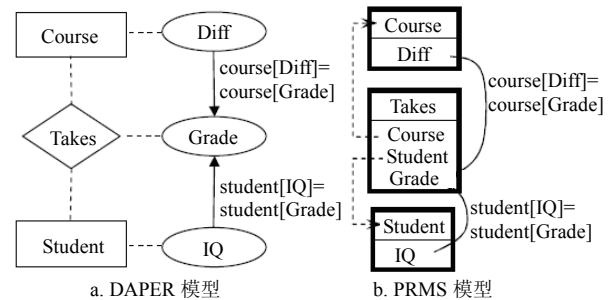 Course
Diff
course[Diff]=
course[Grade]
Takes
Grade
student[IQ]=
student[Grade]
Student
IQ
a. DAPER 模型
Course
Diff
course[Diff]=
course[Grade]
Takes
Course
Student
Grade
student[IQ]=
student[Grade]
Student
IQ
b. PRMS 模型